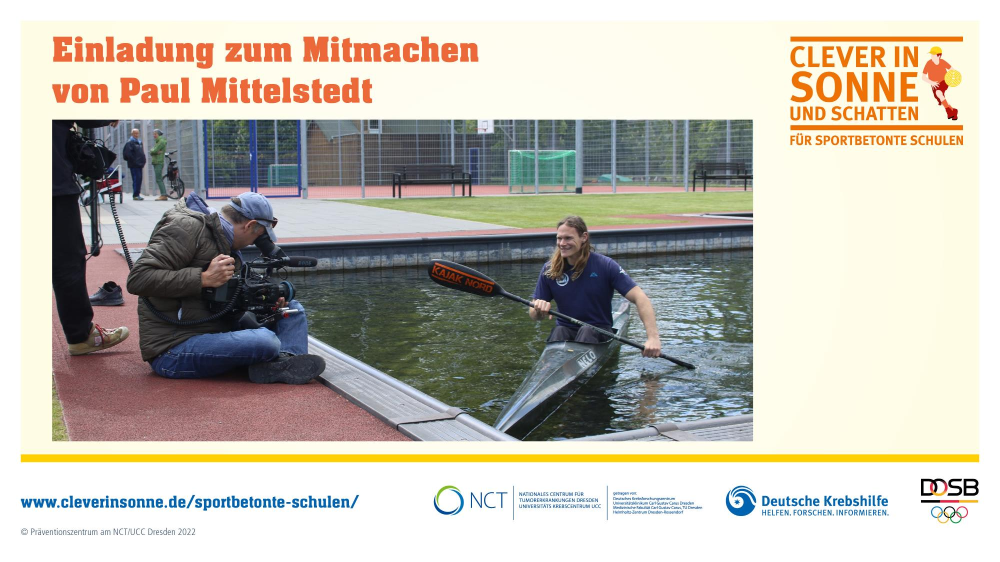 Einladung zum Mitmachen
von Paul Mittelstedt
CLEVER IN
SONNE
UND SCHATTEN
FÜR SPORTBETONTE SCHULEN
RØDE
KAJAK NORD
NELO
www.cleverinsonne.de/sportbetonte-schulen/
NCT
NATIONALES CENTRUM FÜR
TUMORERKRANKUNGEN DRESDEN
UNIVERSITÄTS KREBSCENTRUM UCC
getragen von:
Deutsches Krebsforschungszentrum
Universitätsklinikum Carl Gustav Carus Dresden
Medizinische Fakultät Carl Gustav Carus, TU Dresden
Helmholtz-Zentrum Dresden-Rossendorf
Deutsche Krebshilfe
HELFEN. FORSCHEN. INFORMIEREN.
DOSB
© Präventionszentrum am NCT/UCC Dresden 2022